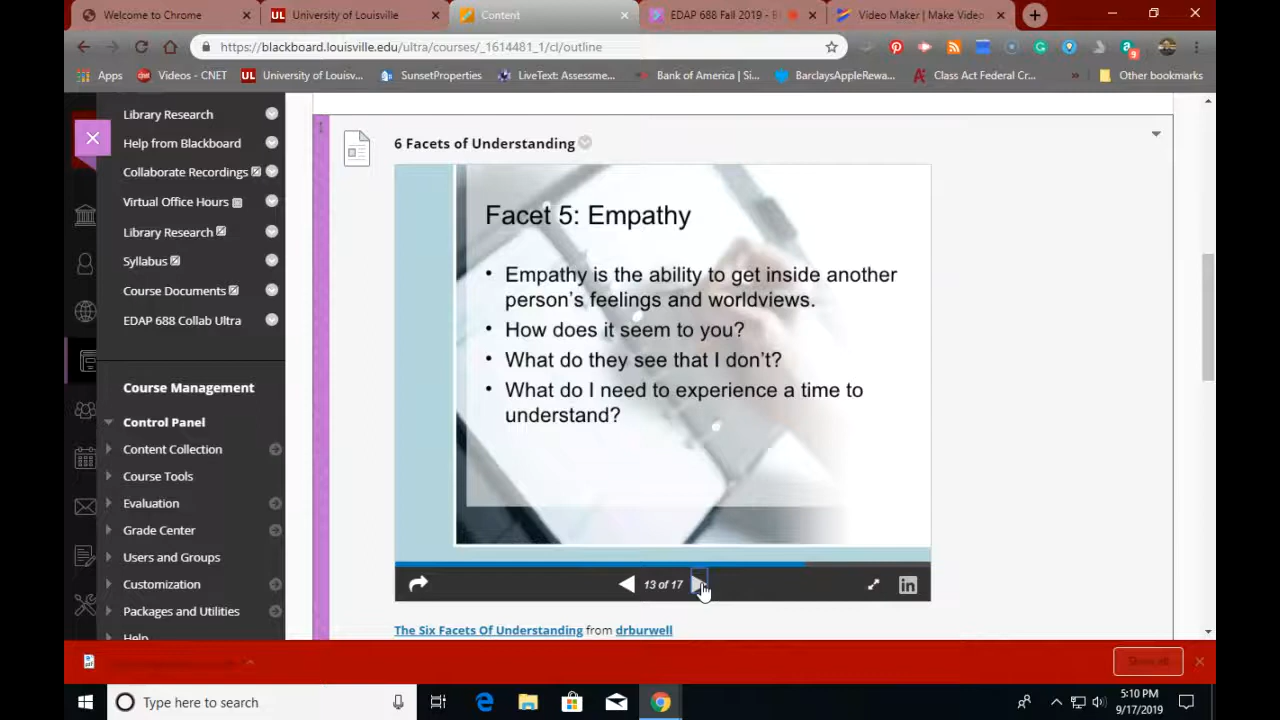 Welcome to Chrome
University of Louisville
Content
EDAP 688 Fall 2019 - B
Video Maker | Make Video
https://blackboard.louisville.edu/ultra/courses/_1614481_1/cl/outline
Apps
Videos - CNET
University of Louisv...
SunsetProperties
LiveText: Assessme...
Bank of America | Si...
BarclaysAppleRewa...
Class Act Federal Cr...
»
Other bookmarks
Library Research
Help from Blackboard
Collaborate Recordings
Virtual Office Hours
Library Research
Syllabus
Course Documents
EDAP 688 Collab Ultra
Course Management
Control Panel
Content Collection
Course Tools
Evaluation
Grade Center
Users and Groups
Customization
Packages and Utilities
Help
6 Facets of Understanding
Facet 5: Empathy
• Empathy is the ability to get inside another
person's feelings and worldviews.
• How does it seem to you?
• What do they see that I don't?
• What do I need to experience a time to
understand?
13 of 17
in
The Six Facets Of Understanding from drburwell
Show all
Type here to search
5:10 PM
9/17/2019